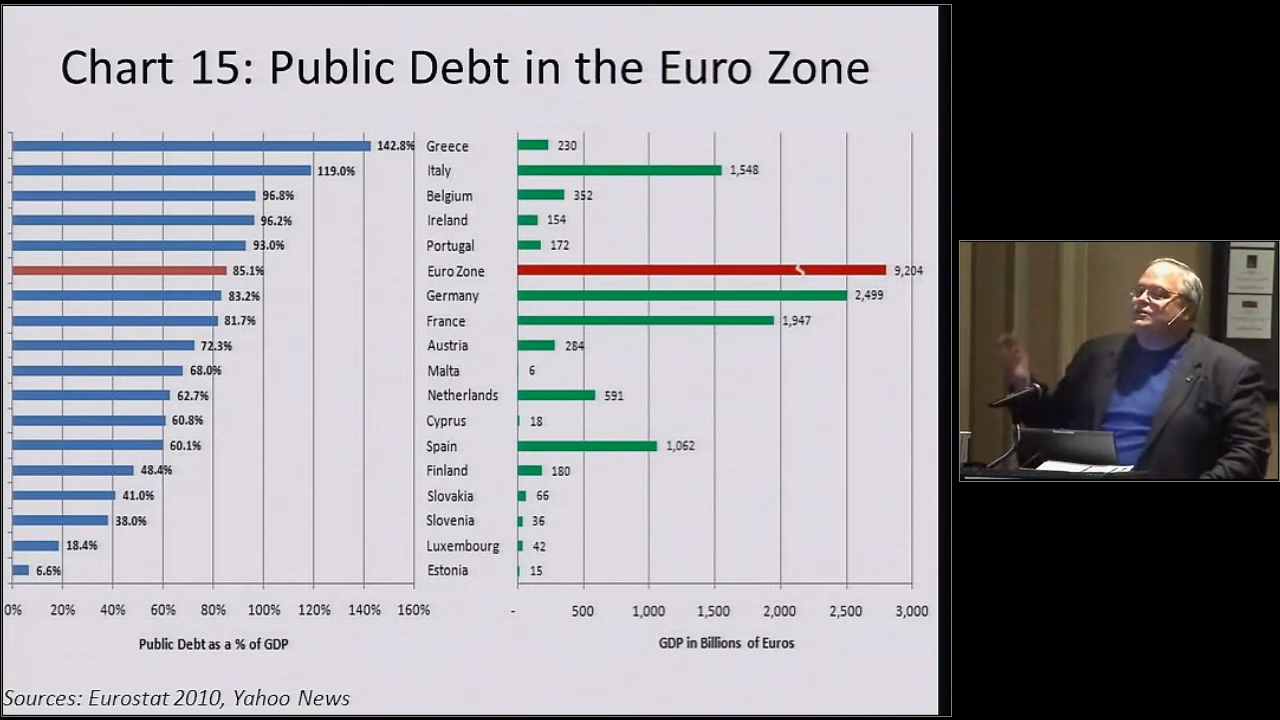 Chart 15: Public Debt in the Euro Zone
142.8% Greece 230
119.0% Italy 1,548
96.8% Belgium 352
96.2% Ireland 154
93.0% Portugal 172
85.1% Euro Zone 9,204
83.2% Germany 2,499
81.7% France 1,947
72.3% Austria 284
68.0% Malta 6
62.7% Netherlands 591
60.8% Cyprus 18
60.1% Spain 1,062
48.4% Finland 180
41.0% Slovakia 66
38.0% Slovenia 36
18.4% Luxembourg 42
6.6% Estonia 15
0% 20% 40% 60% 80% 100% 120% 140% 160% - 500 1,000 1,500 2,000 2,500 3,000
Public Debt as a % of GDP GDP in Billions of Euros
Sources: Eurostat 2010, Yahoo News